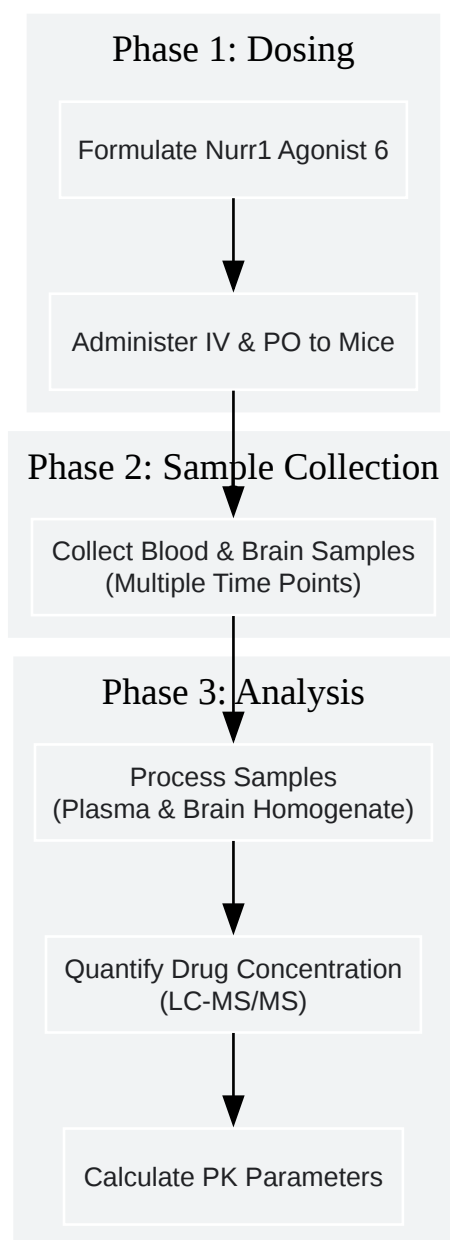 Phase 1: Dosing
Formulate Nurr1 Agonist 6
Administer IV & PO to Mice
Phase 2: Sample Collection
Collect Blood & Brain Samples
(Multiple Time Points)
Phase 3: Analysis
Process Samples
(Plasma & Brain Homogenate)
Quantify Drug Concentration
(LC-MS/MS)
Calculate PK Parameters